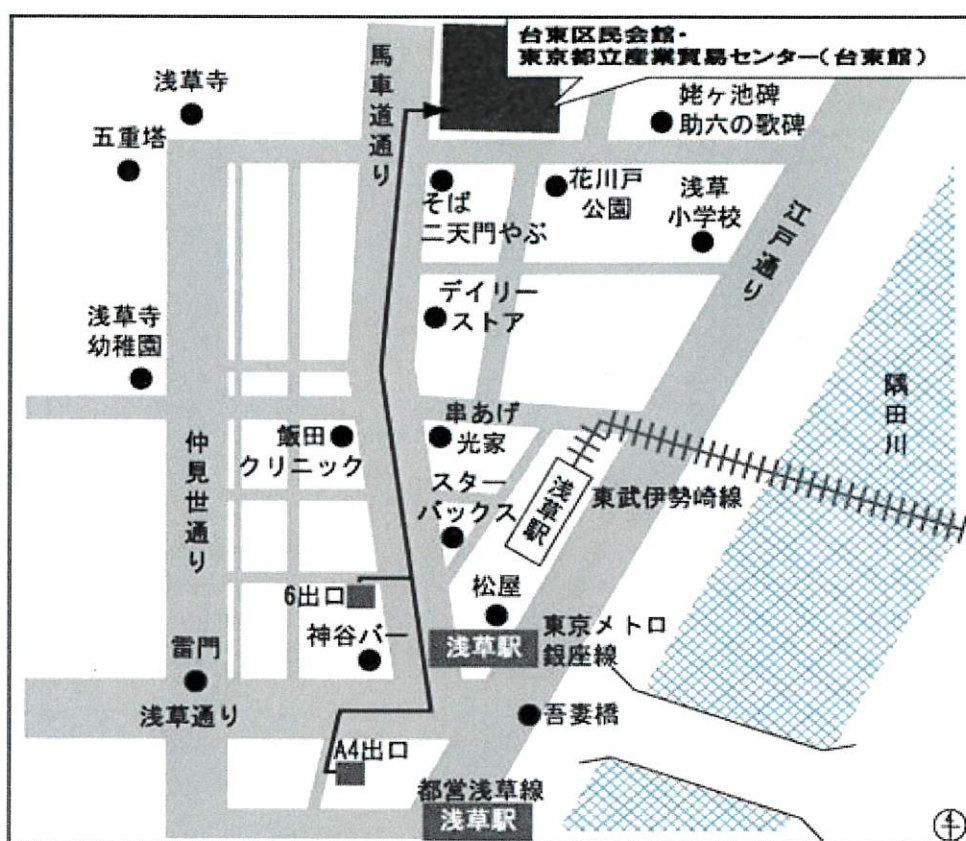 台東区民会館・
東京都立産業貿易センター(台東館)
馬車道通り
浅草寺
五重塔
姥ヶ池碑
助六の歌碑
そば
二天門やぶ
花川戸
公園
浅草
小学校
江戸通り
デイリー
ストア
浅草寺
幼稚園
隅田川
仲見世通り
飯田
クリニック
串あげ
光家
スター
バックス
浅草駅
東武伊勢崎線
6出口
松屋
神谷バー
浅草駅
東京メトロ
銀座線
雷門
浅草通り
吾妻橋
A4出口
都営浅草線
浅草駅